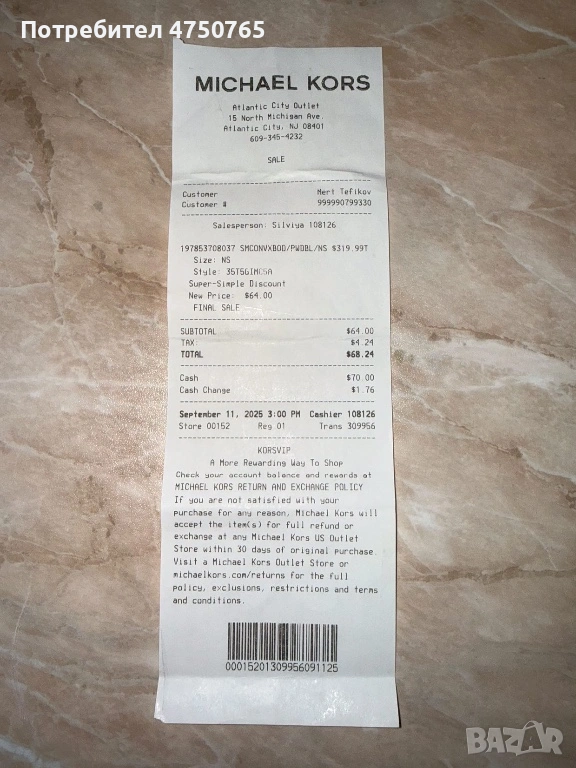 Потребител 4750765
MICHAEL KORS
Atlantic City Outlet
15 North Michigan Ave.
Atlantic City, NJ 08401
609-345-4232
SALE
Customer Mert Tefikov
Customer # 999990799330
Salesperson: Silviya 108126
197853708037 SMCONVXBOD/PWDBL/NS $319.99T
Size: NS
Style: 35T5GIMC5A
Super-Simple Discount
New Price: $64.00
FINAL SALE
SUBTOTAL $64.00
TAX: $4.24
TOTAL $68.24
Cash $70.00
Cash Change $1.76
September 11, 2025 3:00 PM Cashier 108126
Store 00152 Reg 01 Trans 309956
KORSVIP
A More Rewarding Way To Shop
Check your account balance and rewards at
MICHAEL KORS RETURN AND EXCHANGE POLICY
If you are not satisfied with your
purchase for any reason, Michael Kors will
accept the item(s) for full refund or
exchange at any Michael Kors US Outlet
Store within 30 days of original purchase.
Visit a Michael Kors Outlet Store or
michaelkors.com/returns for the full
policy, exclusions, restrictions and terms
and conditions.
00015201309956091125
BAZAR